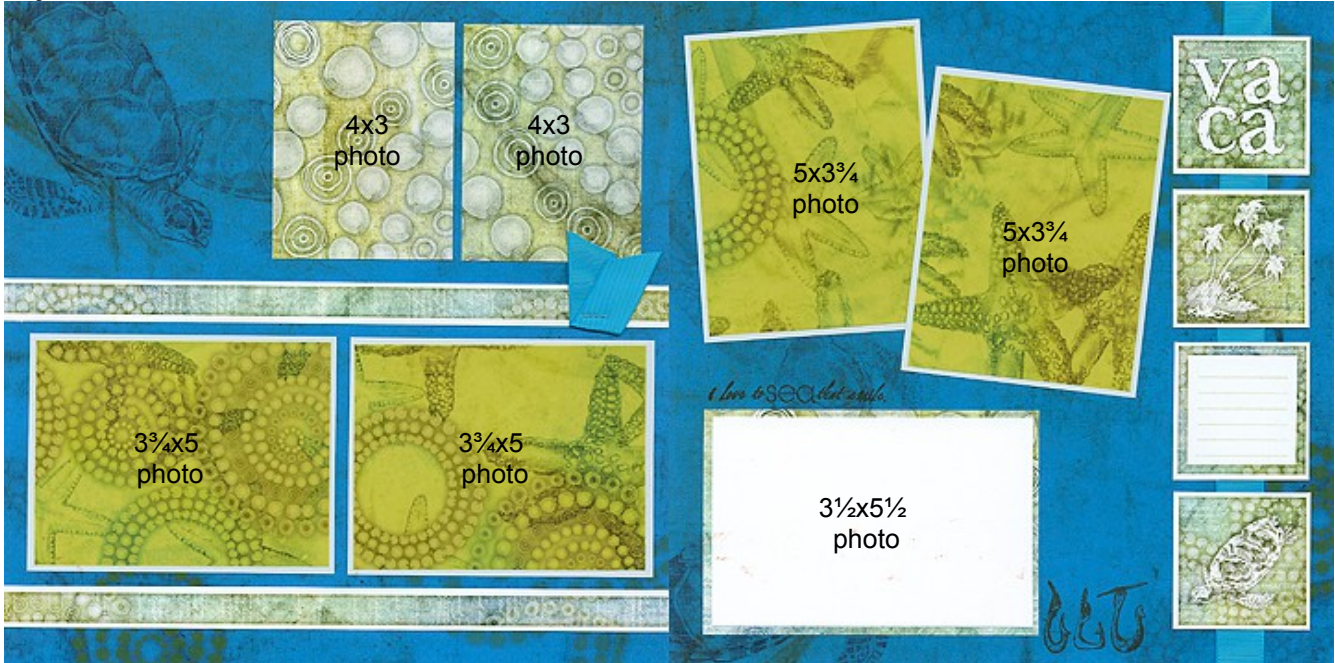 4x3
photo
4x3
photo
3¾x5
photo
3¾x5
photo
5x3¾
photo
5x3¾
photo
va
ca
I love to sea that smile.
3½x5½
photo